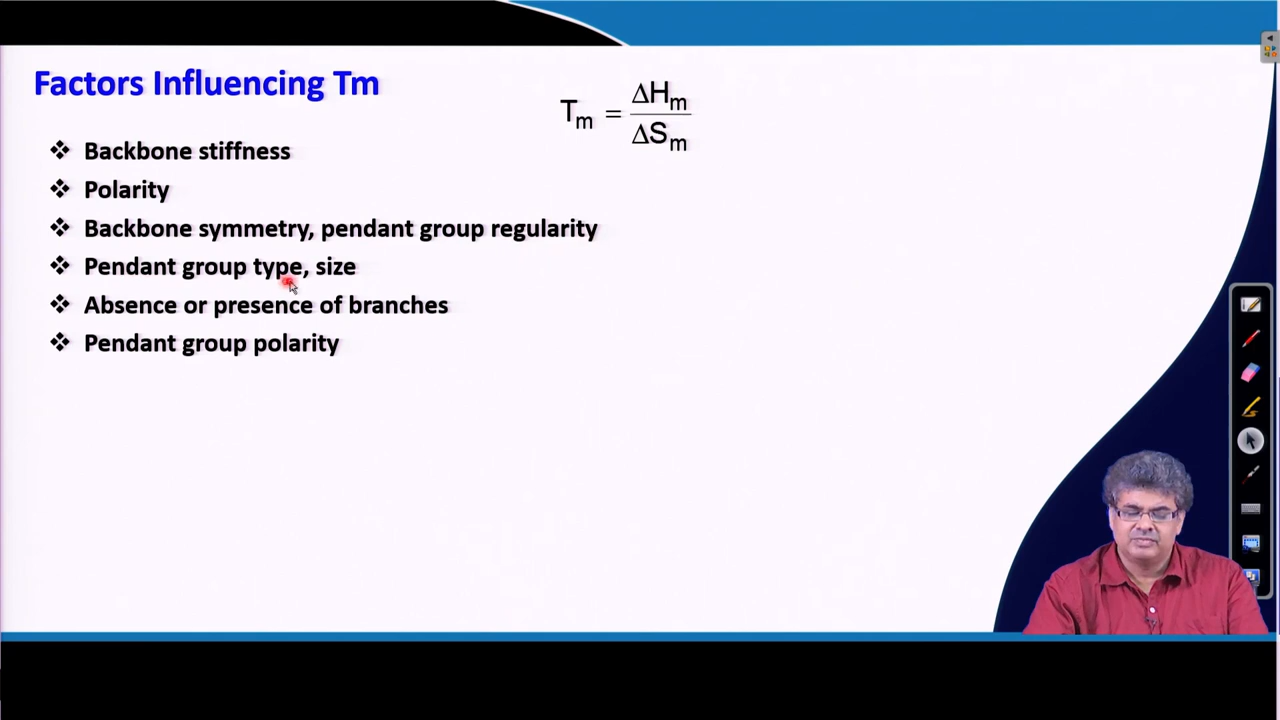 Factors Influencing Tm
Tm = ΔHm / ΔSm
❖ Backbone stiffness
❖ Polarity
❖ Backbone symmetry, pendant group regularity
❖ Pendant group type, size
❖ Absence or presence of branches
❖ Pendant group polarity